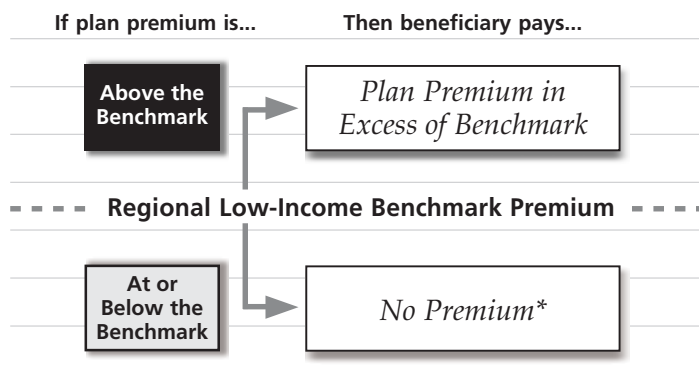 If plan premium is...
Then beneficiary pays...
Above the
Benchmark
Plan Premium in
Excess of Benchmark
Regional Low-Income Benchmark Premium
At or
Below the
Benchmark
No Premium*